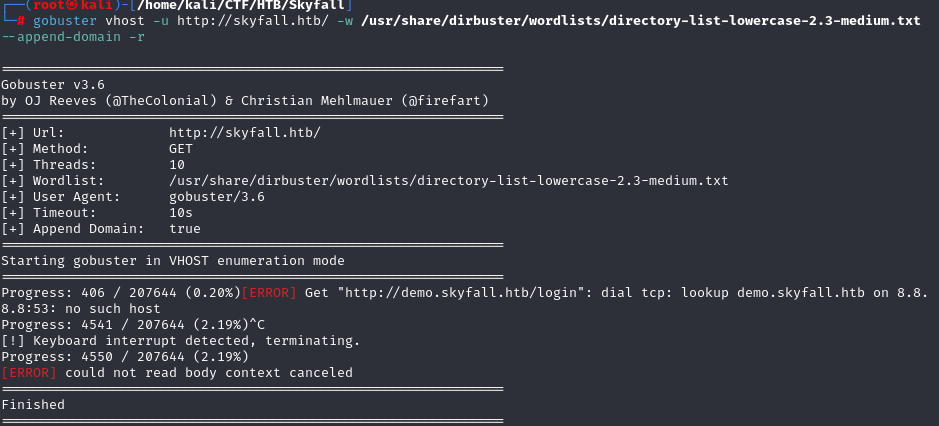 ┌──(root㉿kali)-[/home/kali/CTF/HTB/Skyfall]
└─# gobuster vhost -u http://skyfall.htb/ -w /usr/share/dirbuster/wordlists/directory-list-lowercase-2.3-medium.txt
--append-domain -r
===============================================================
Gobuster v3.6
by OJ Reeves (@TheColonial) & Christian Mehlmauer (@firefart)
===============================================================
[+] Url:             http://skyfall.htb/
[+] Method:          GET
[+] Threads:         10
[+] Wordlist:        /usr/share/dirbuster/wordlists/directory-list-lowercase-2.3-medium.txt
[+] User Agent:      gobuster/3.6
[+] Timeout:         10s
[+] Append Domain:   true
===============================================================
Starting gobuster in VHOST enumeration mode
===============================================================
Progress: 406 / 207644 (0.20%)[ERROR] Get "http://demo.skyfall.htb/login": dial tcp: lookup demo.skyfall.htb on 8.8.
8.8:53: no such host
Progress: 4541 / 207644 (2.19%)^C
[!] Keyboard interrupt detected, terminating.
Progress: 4550 / 207644 (2.19%)
[ERROR] could not read body context canceled
===============================================================
Finished
===============================================================